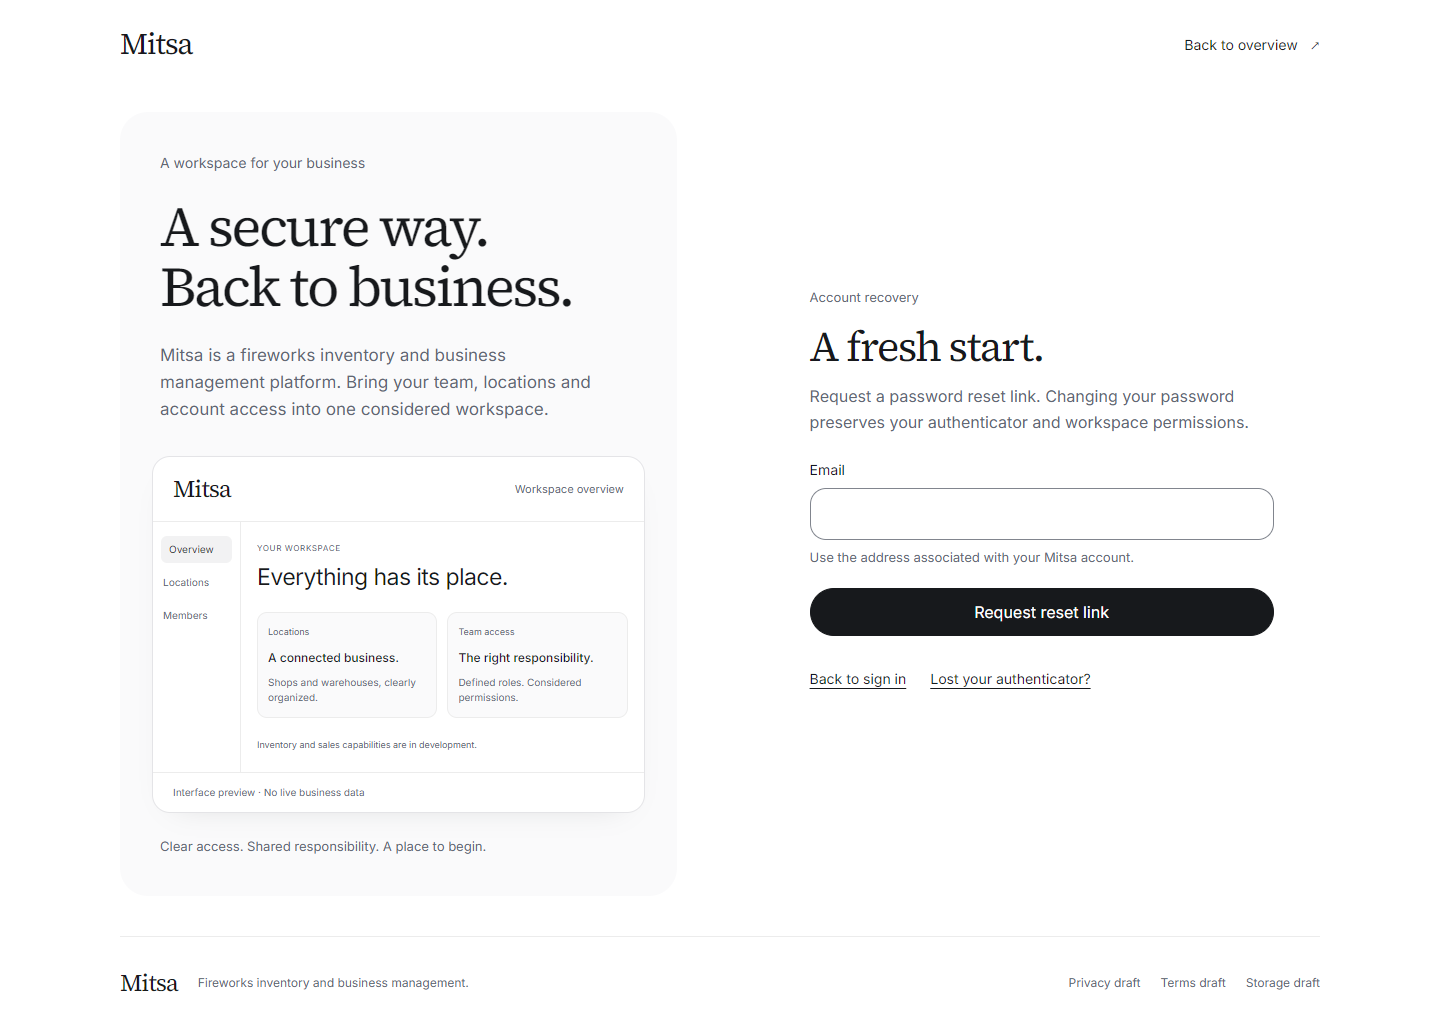 Mitsa
Back to overview ↗
A workspace for your business
A secure way.
Back to business.
Mitsa is a fireworks inventory and business
management platform. Bring your team, locations and
account access into one considered workspace.
Mitsa
Workspace overview
Overview
Locations
Members
YOUR WORKSPACE
Everything has its place.
Locations
A connected business.
Shops and warehouses, clearly
organized.
Team access
The right responsibility.
Defined roles. Considered
permissions.
Inventory and sales capabilities are in development.
Interface preview · No live business data
Clear access. Shared responsibility. A place to begin.
Account recovery
A fresh start.
Request a password reset link. Changing your password
preserves your authenticator and workspace permissions.
Email
Use the address associated with your Mitsa account.
Request reset link
Back to sign in
Lost your authenticator?
Mitsa
Fireworks inventory and business management.
Privacy draft
Terms draft
Storage draft